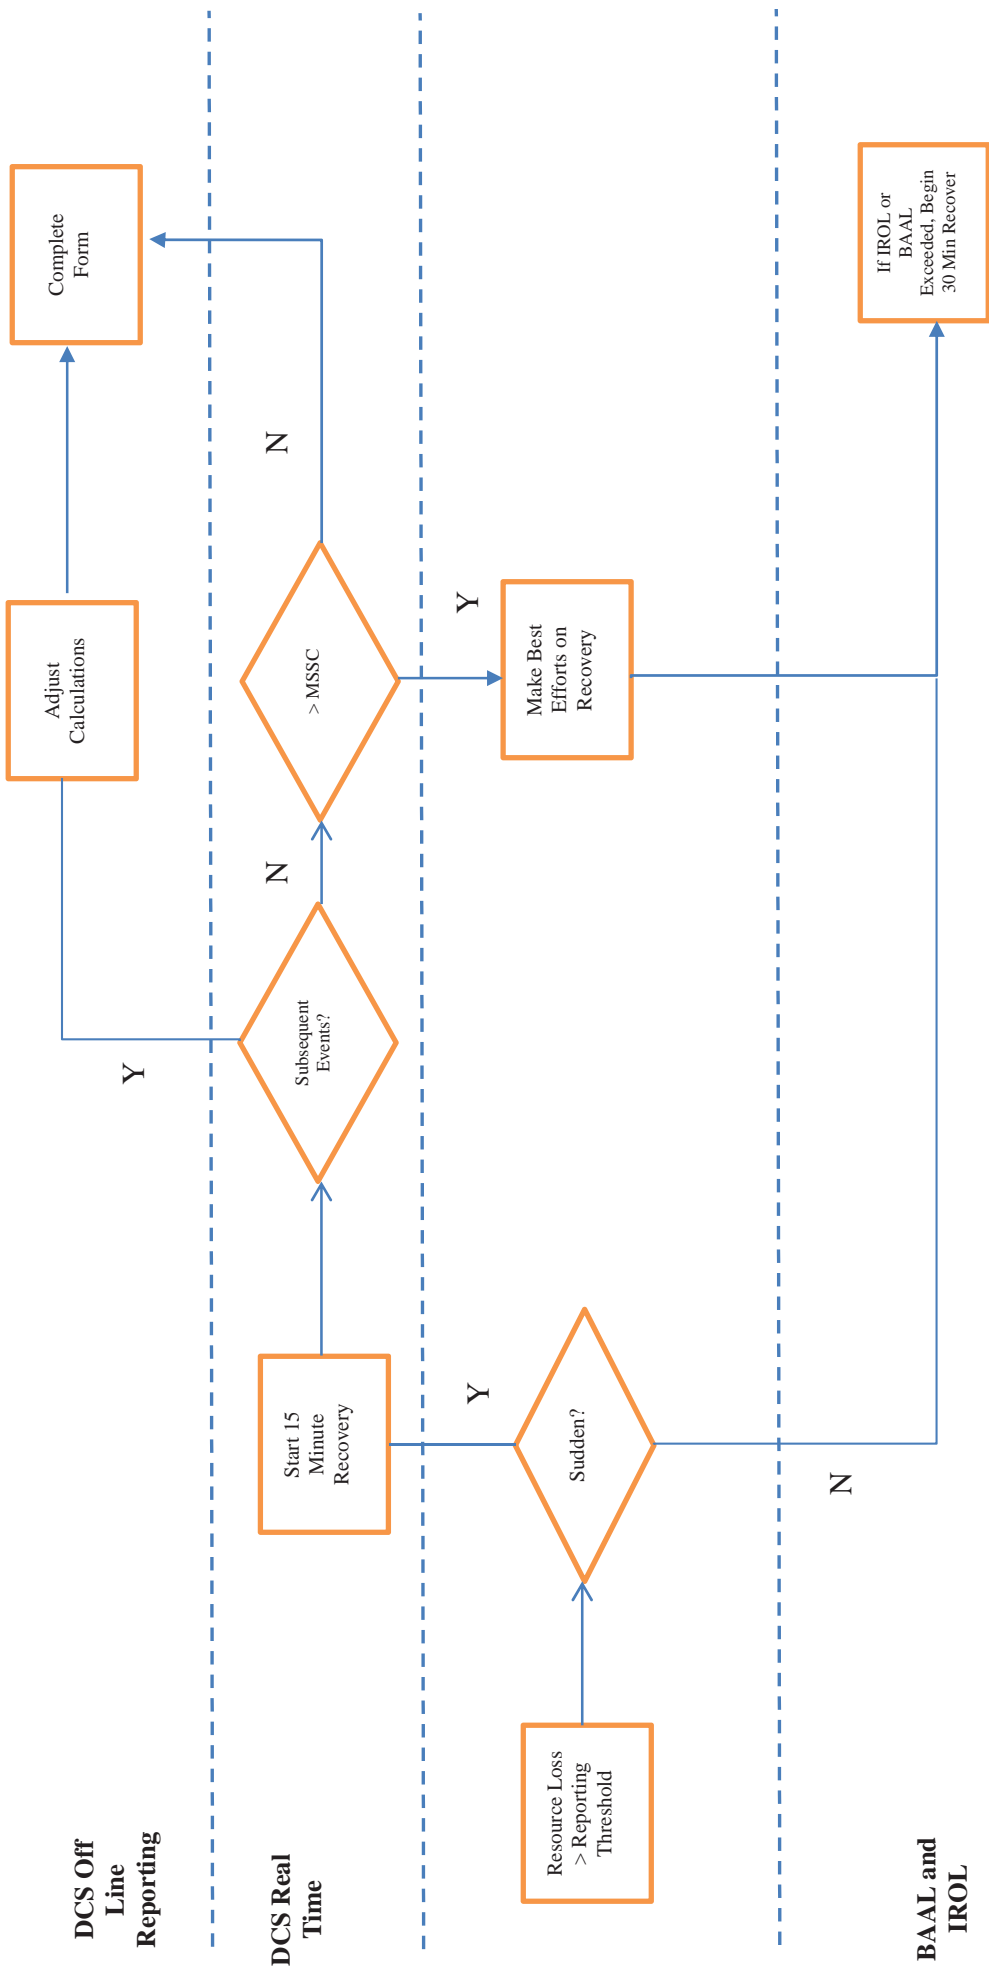 DCS Off
Line
Reporting
Adjust
Calculations
Complete
Form
Y
DCS Real
Time
Start 15
Minute
Recovery
Subsequent
Events?
N
> MSSC
N
Y
Y
Resource Loss
> Reporting
Threshold
Sudden?
Make Best
Efforts on
Recovery
N
BAAL and
IROL
If IROL or
BAAL
Exceeded, Begin
30 Min Recover